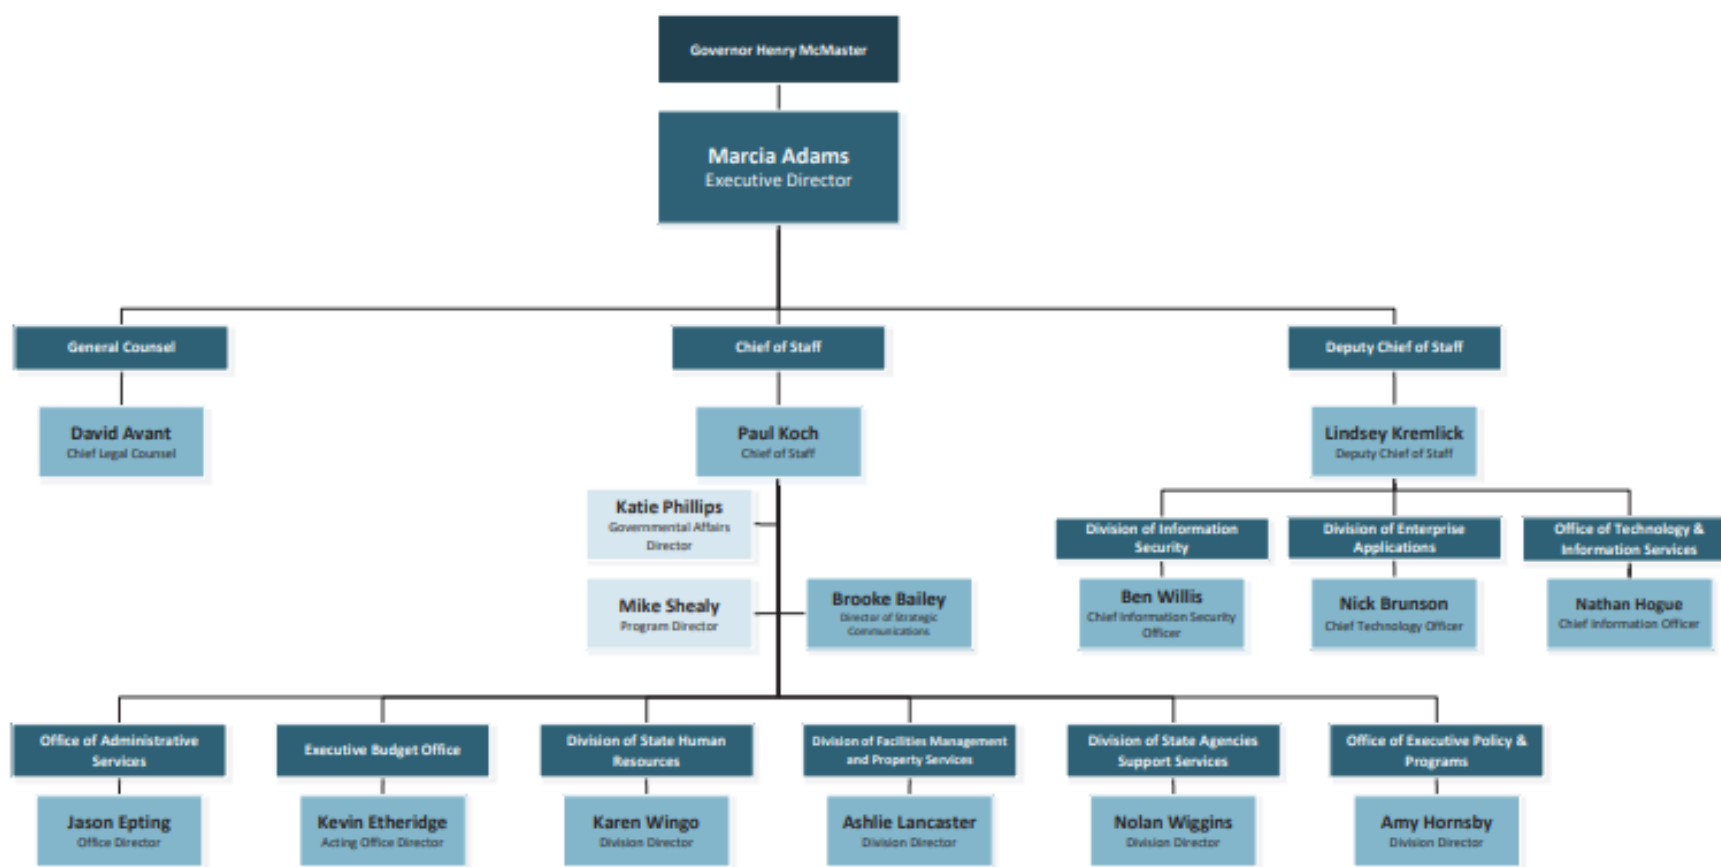 Governor Henry McMaster
Marcia Adams
Executive Director
General Counsel
Chief of Staff
Deputy Chief of Staff
David Avant
Chief Legal Counsel
Paul Koch
Chief of Staff
Lindsey Kremlick
Deputy Chief of Staff
Katie Phillips
Governmental Affairs
Director
Division of Information
Security
Division of Enterprise
Applications
Office of Technology &
Information Services
Mike Shealy
Program Director
Brooke Bailey
Director of Strategic
Communications
Ben Willis
Chief Information Security
Officer
Nick Brunson
Chief Technology Officer
Nathan Hogue
Chief Information Officer
Office of Administrative
Services
Executive Budget Office
Division of State Human
Resources
Division of Facilities Management
and Property Services
Division of State Agencies
Support Services
Office of Executive Policy &
Programs
Jason Epting
Office Director
Kevin Etheridge
Acting Office Director
Karen Wingo
Division Director
Ashlie Lancaster
Division Director
Nolan Wiggins
Division Director
Amy Hornsby
Division Director